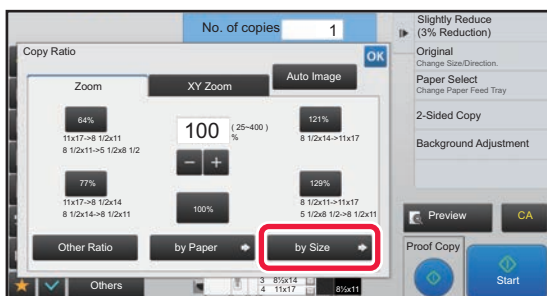 No. of copies 1
Slightly Reduce
(3% Reduction)
Original
Change Size/Direction.
Paper Select
Change Paper Feed Tray
2-Sided Copy
Background Adjustment
Preview
CA
Proof Copy
Start
Copy Ratio
OK
Zoom
XY Zoom
Auto Image
64%
11x17->8 1/2x11
8 1/2x11->5 1/2x8 1/2
77%
11x17->8 1/2x14
8 1/2x14->8 1/2x11
100
(25~400)
%
100%
121%
8 1/2x14->11x17
129%
8 1/2x11->11x17
5 1/2x8 1/2->8 1/2x11
Other Ratio
by Paper
by Size
Others
3 8½x14
4 11x17
8½x11